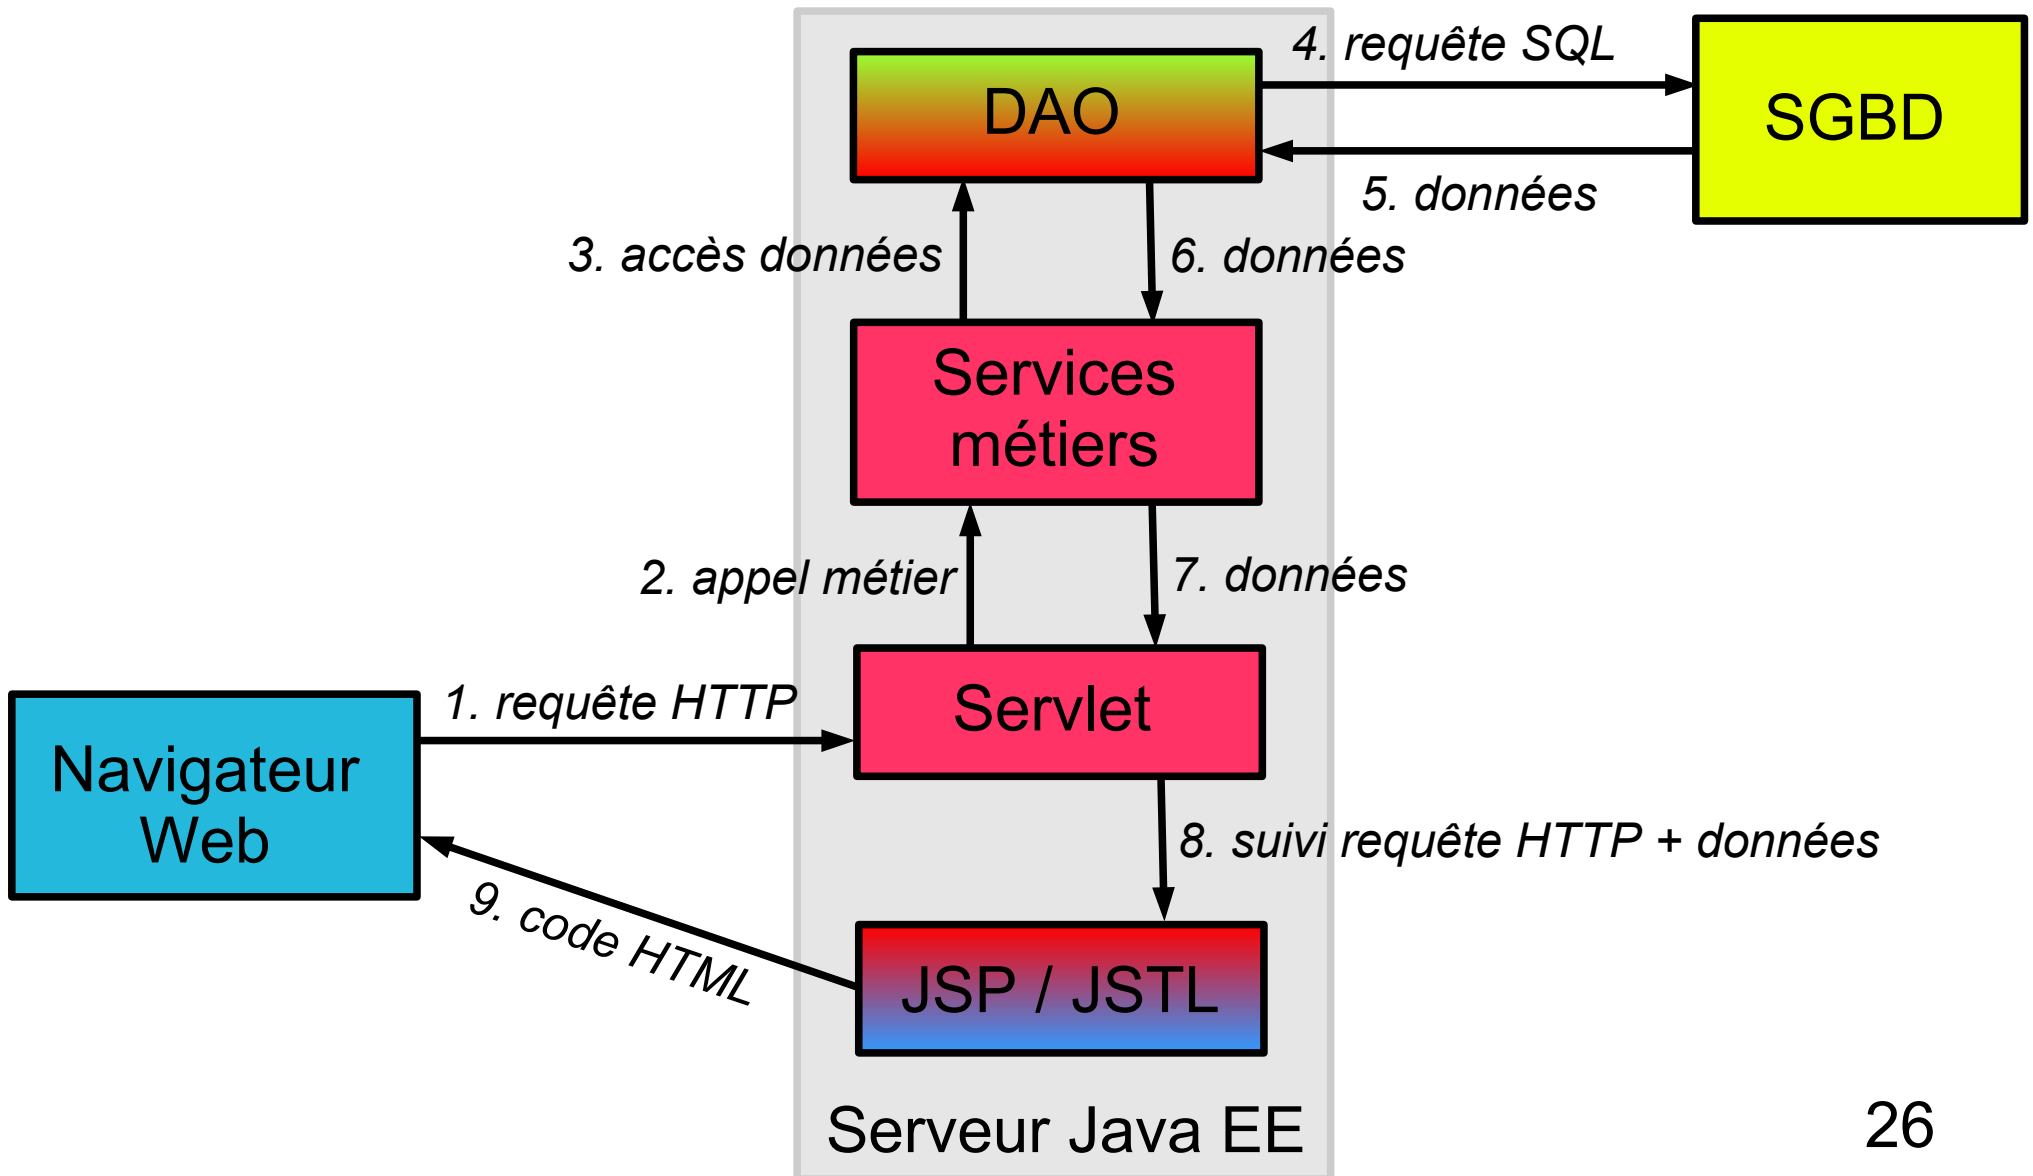 4. requête SQL
DAO
SGBD
5. données
3. accès données
6. données
Services
métiers
2. appel métier
7. données
1. requête HTTP
Servlet
Navigateur
Web
8. suivi requête HTTP + données
9. code HTML
JSP / JSTL
Serveur Java EE
26